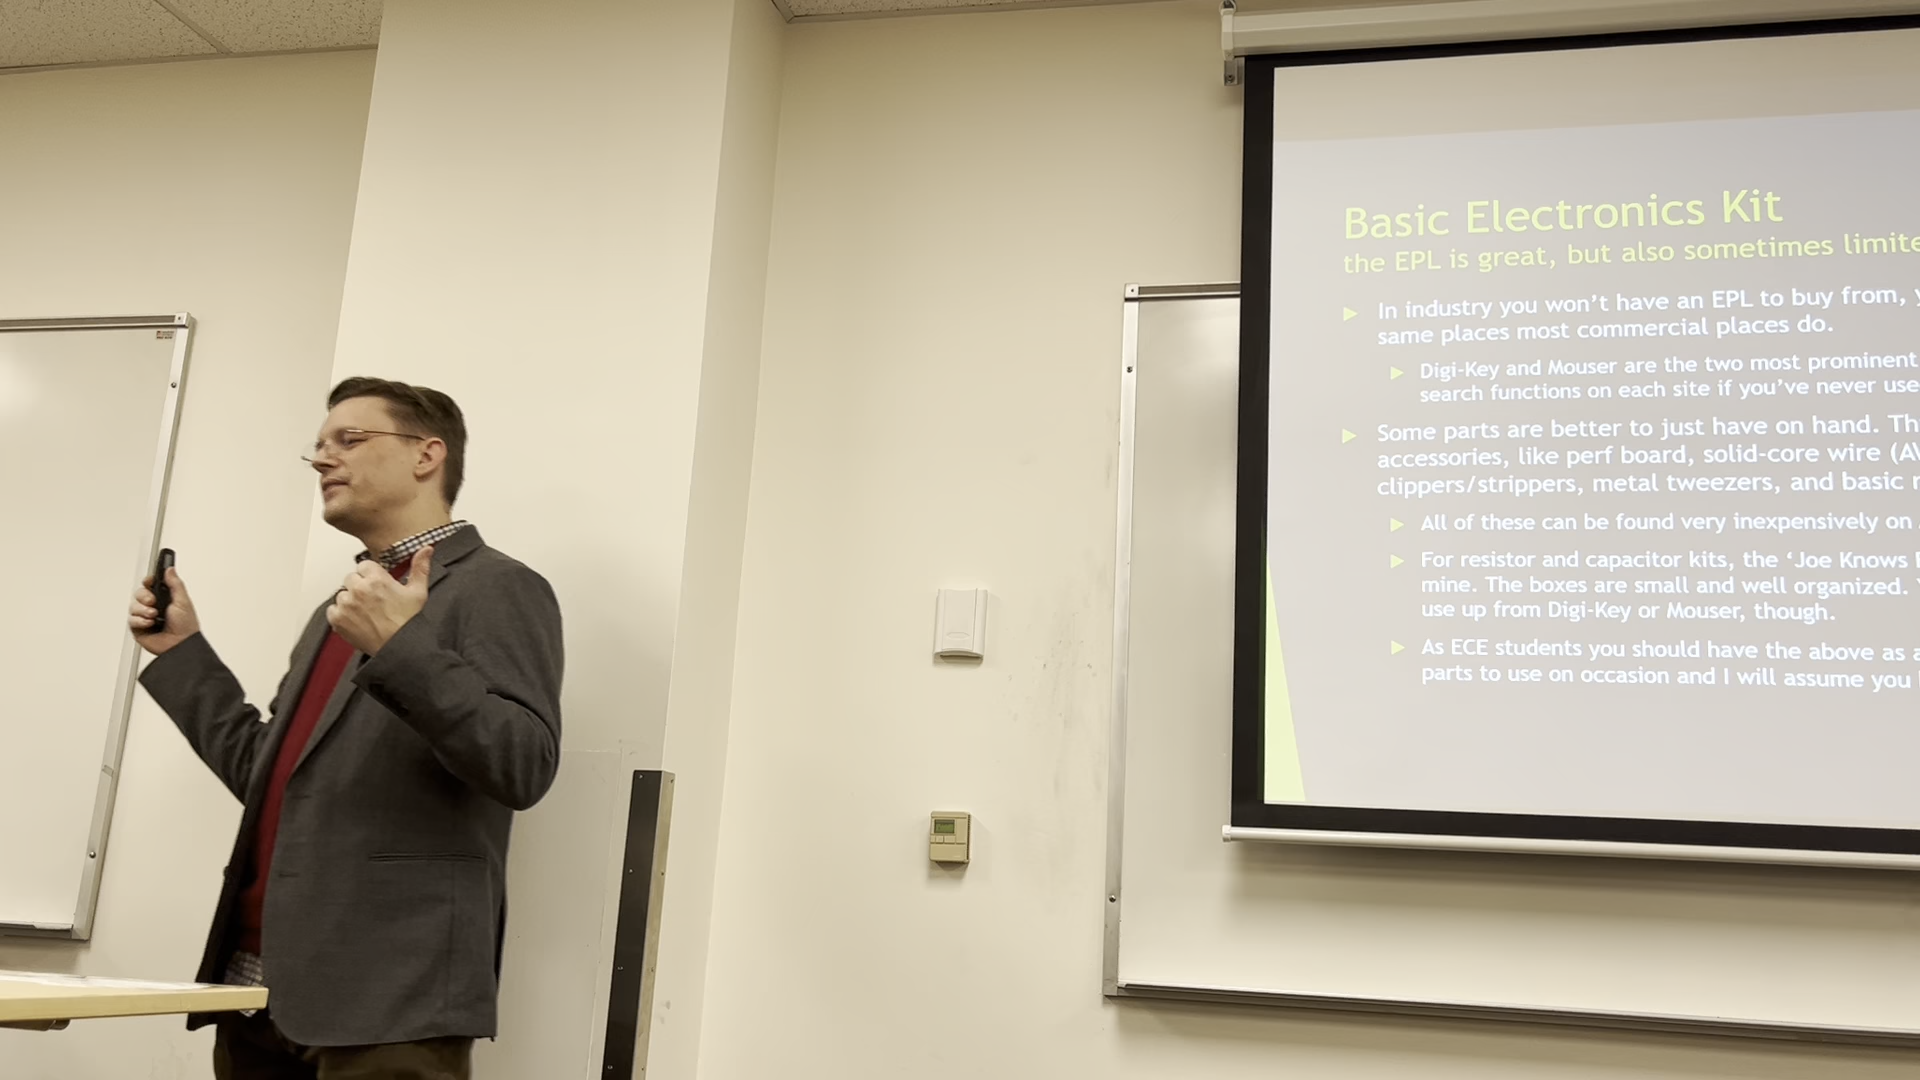 Basic Electronics Kit
the EPL is great, but also sometimes limite
In industry you won't have an EPL to buy from, y
same places most commercial places do.
Digi-Key and Mouser are the two most prominent
search functions on each site if you've never use
Some parts are better to just have on hand. Th
accessories, like perf board, solid-core wire (AW
clippers/strippers, metal tweezers, and basic
All of these can be found very inexpensively on
For resistor and capacitor kits, the ‘Joe Knows
mine. The boxes are small and well organized.
use up from Digi-Key or Mouser, though.
As ECE students you should have the above as a
parts to use on occasion and I will assume you